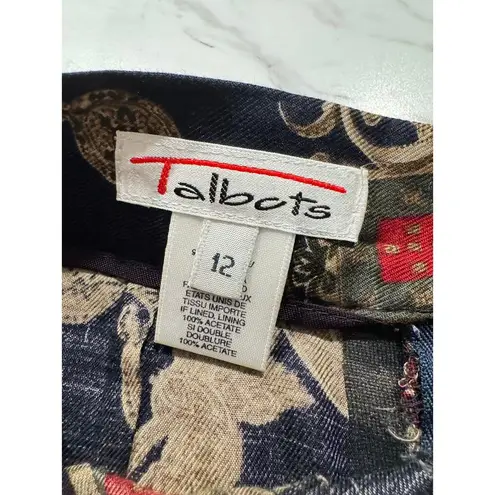 Talbots
12
ETATS UNIS DE
TISSU IMPORTE
IF LINED, LINING
100% ACETATE
SI DOUBLE,
DOUBLURE
100% ACETATE